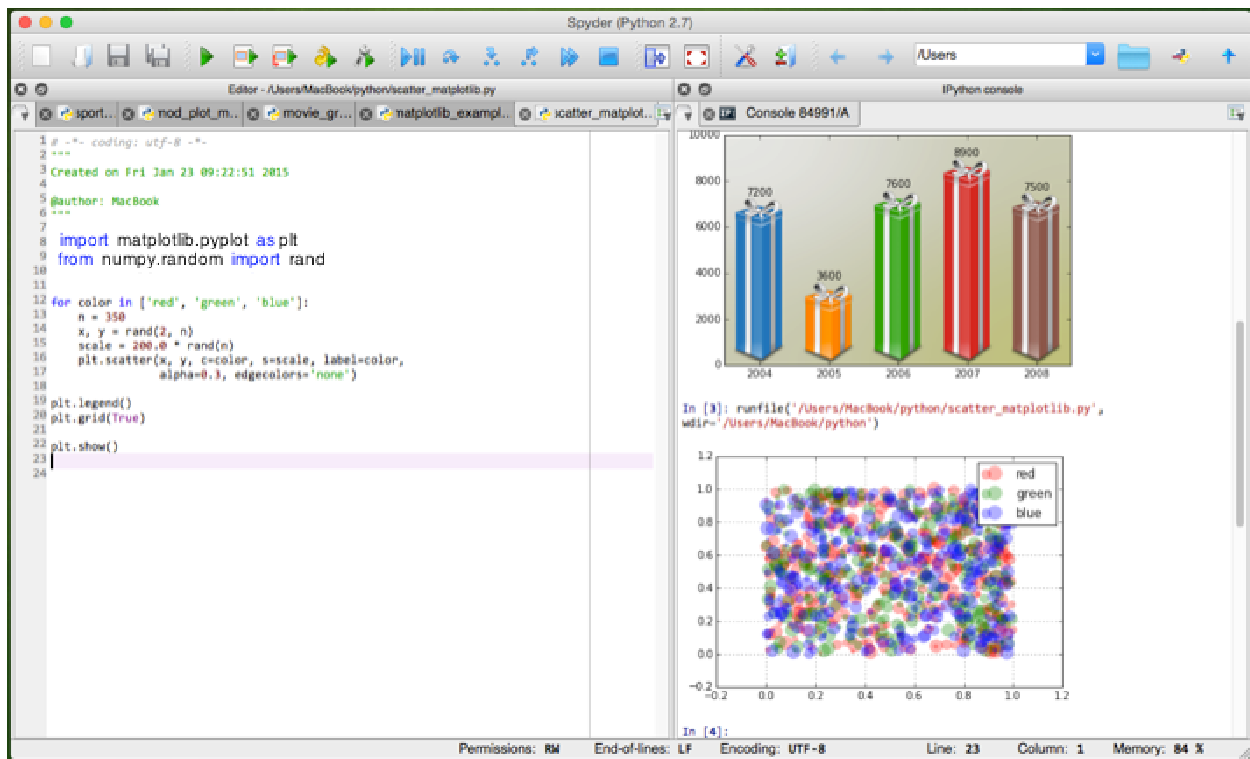 Spyder (Python 2.7)
/Users
Editor - /Users/MacBook/python/scatter_matplotlib.py
sport...
nod_plot_m..
movie_gr...
matplotlib_exampl..
scatter_matplot..
1 # -*- coding: utf-8 -*-
2 """
3 Created on Fri Jan 23 09:22:51 2015
4
5 @author: MacBook
6 """
7
8 import matplotlib.pyplot as plt
9 from numpy.random import rand
10
11
12 for color in ['red', 'green', 'blue']:
13     n = 350
14     x, y = rand(2, n)
15     scale = 200.0 * rand(n)
16     plt.scatter(x, y, c=color, s=scale, label=color,
17                 alpha=0.3, edgecolors='none')
18
19 plt.legend()
20 plt.grid(True)
21
22 plt.show()
23
24
IPython console
Console 84991/A
10000
8000
6000
4000
2000
0
7200
3600
7600
8900
7500
2004 2005 2006 2007 2008
In [3]: runfile('/Users/MacBook/python/scatter_matplotlib.py',
wdir='/Users/MacBook/python')
1.2
1.0
0.8
0.6
0.4
0.2
0.0
−0.2
red
green
blue
−0.2 0.0 0.2 0.4 0.6 0.8 1.0 1.2
In [4]:
Permissions: RW End-of-lines: LF Encoding: UTF-8 Line: 23 Column: 1 Memory: 84 %